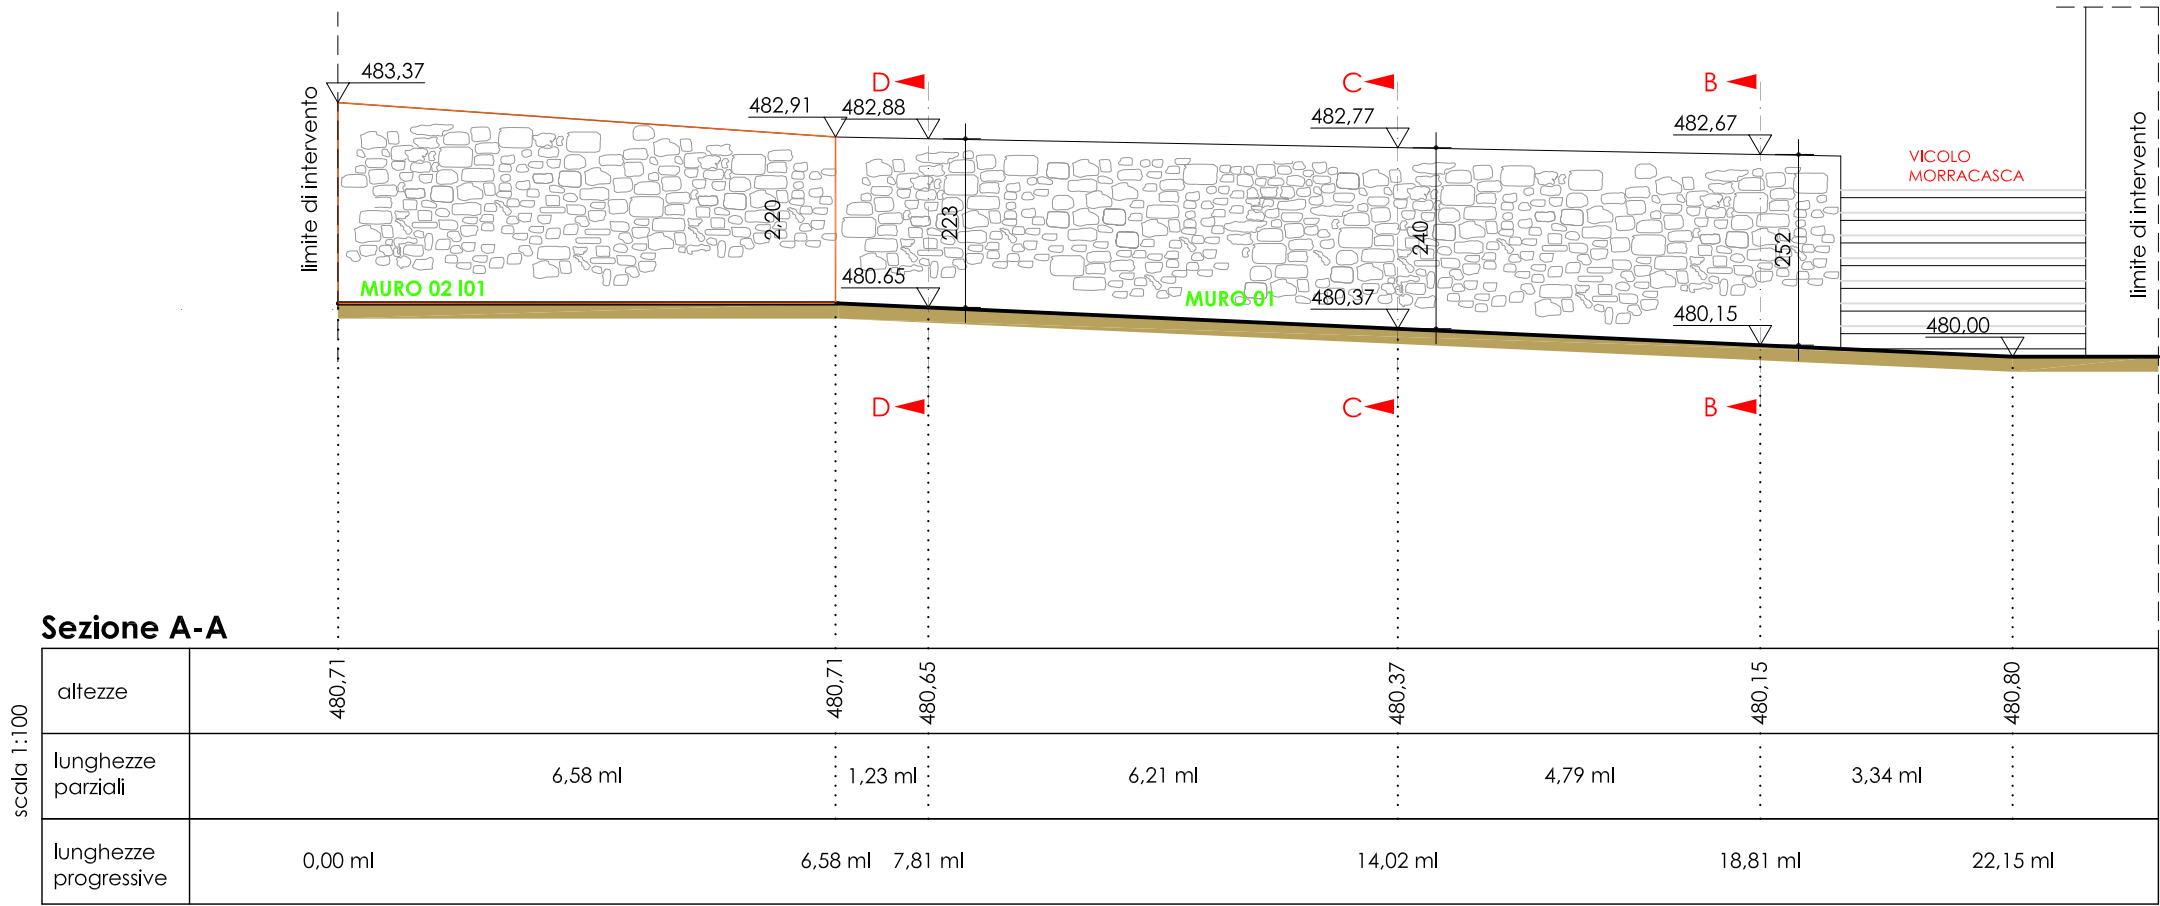 483,37
D
C
B
482,91
482,88
482,77
482,67
limite di intervento
VICOLO
MORRACASCA
limite di intervento
2,20
223
240
252
480.65
MURO 02 I01
MURO 01
480,37
480,15
480,00
D
C
B
Sezione A-A
scala 1:100
altezze
480,71
480,71
480,65
480,37
480,15
480,80
lunghezze
parziali
6,58 ml
1,23 ml
6,21 ml
4,79 ml
3,34 ml
lunghezze
progressive
0,00 ml
6,58 ml
7,81 ml
14,02 ml
18,81 ml
22,15 ml